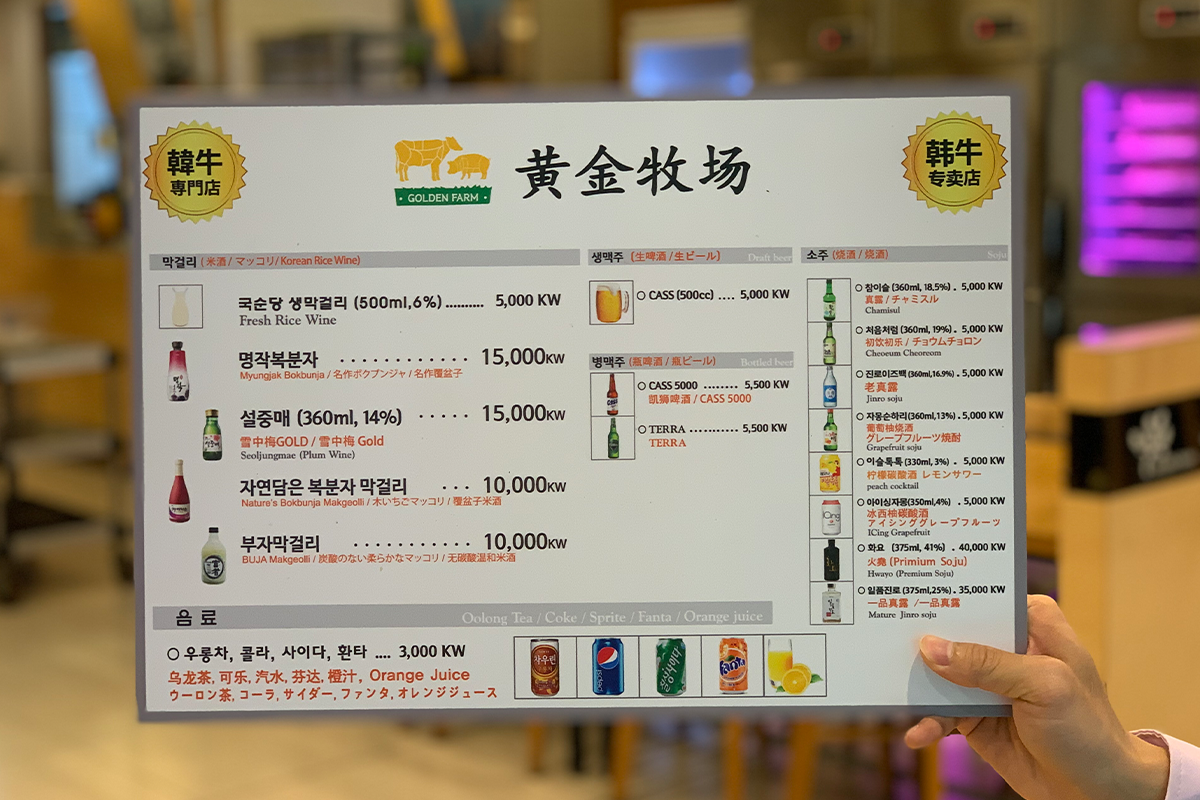 韓牛
専門店
GOLDEN FARM
黄金牧场
韩牛
专卖店
막걸리 (米酒 / マッコリ/ Korean Rice Wine)
국순당 생막걸리 (500ml,6%) .......... 5,000 KW
Fresh Rice Wine
명작복분자 ............ 15,000KW
Myungjak Bokbunja / 名作ボクブンジャ / 名作覆盆子
설중매 (360ml, 14%) ..... 15,000KW
雪中梅GOLD / 雪中梅 Gold
Seoljungmae (Plum Wine)
자연담은 복분자 막걸리 ... 10,000KW
Nature's Bokbunja Makgeolli / 木いちごマッコリ / 覆盆子米酒
부자막걸리 ........... 10,000KW
BUJA Makgeolli / 炭酸のない柔らかなマッコリ / 无碳酸温和米酒
생맥주 (生啤酒 /生ビール) Draft beer
CASS (500cc) .... 5,000 KW
병맥주 (瓶啤酒 / 瓶ビール) Bottled beer
CASS 5000 ........ 5,500 KW
凯狮啤酒 / CASS 5000
TERRA ........... 5,500 KW
TERRA
소주 (烧酒 / 焼酒) Soju
참이슬 (360ml, 18,5%) . 5,000 KW
真露 / チャミスル
Chamisul
처음처럼 (360ml, 19%) . 5,000 KW
初饮初乐 / チョウムチョロン
Cheoeum Cheoreom
진로이즈백 (360ml,16.9%) . 5,000 KW
老真露
Jinro soju
자몽순하리(360ml,13%) . 5,000 KW
葡萄柚烧酒
グレープフルーツ焼酎
Grapefruit soju
이슬톡톡 (330ml, 3%) . 5,000 KW
柠檬碳酸酒 レモンサワー
peach cocktail
아이싱자몽(350ml,4%) . 5,000 KW
冰西柚碳酸酒
アイシンググレープフルーツ
ICing Grapefruit
화요 (375ml, 41%) . 40,000 KW
火堯 (Primium Soju)
Hwayo (Premium Soju)
일품진로 (375ml,25%) . 35,000 KW
一品真露 /一品真露
Mature Jinro soju
음 료 Oolong Tea / Coke / Sprite / Fanta / Orange juice
우롱차, 콜라, 사이다, 환타 .... 3,000 KW
乌龙茶, 可乐, 汽水, 芬达, 橙汁, Orange Juice
ウーロン茶, コーラ, サイダー, ファンタ, オレンジジュース
차우린
pepsi
칠성사이다
Fanta
ICing